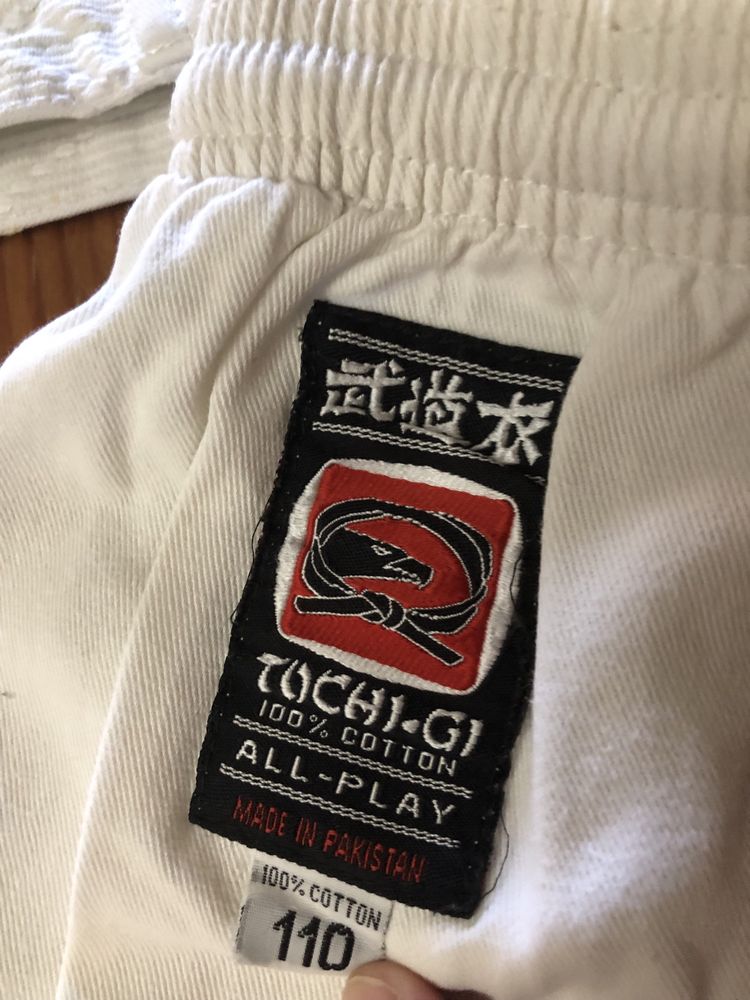 武道衣
TOCHI.GI
100% COTTON
ALL-PLAY
MADE IN PAKISTAN
100% COTTON
110